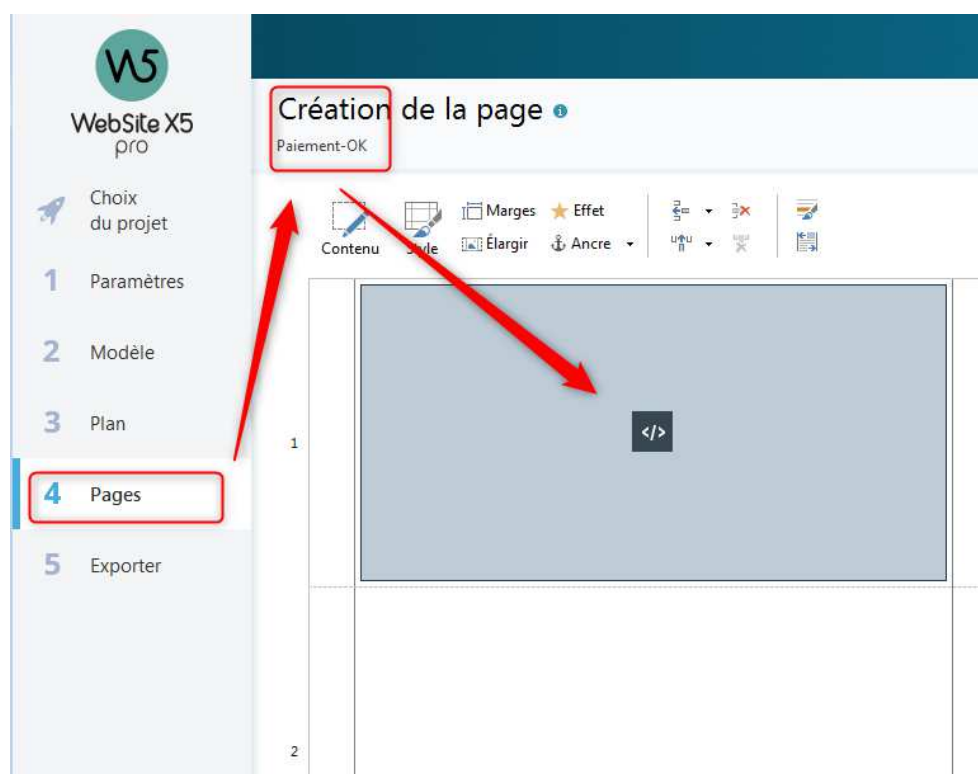 W5
WebSite X5
pro
Choix
du projet
1 Paramètres
2 Modèle
3 Plan
4 Pages
5 Exporter
Création de la page
Paiement-OK
Contenu
Style
Marges
Effet
Élargir
Ancre
1
</>
2